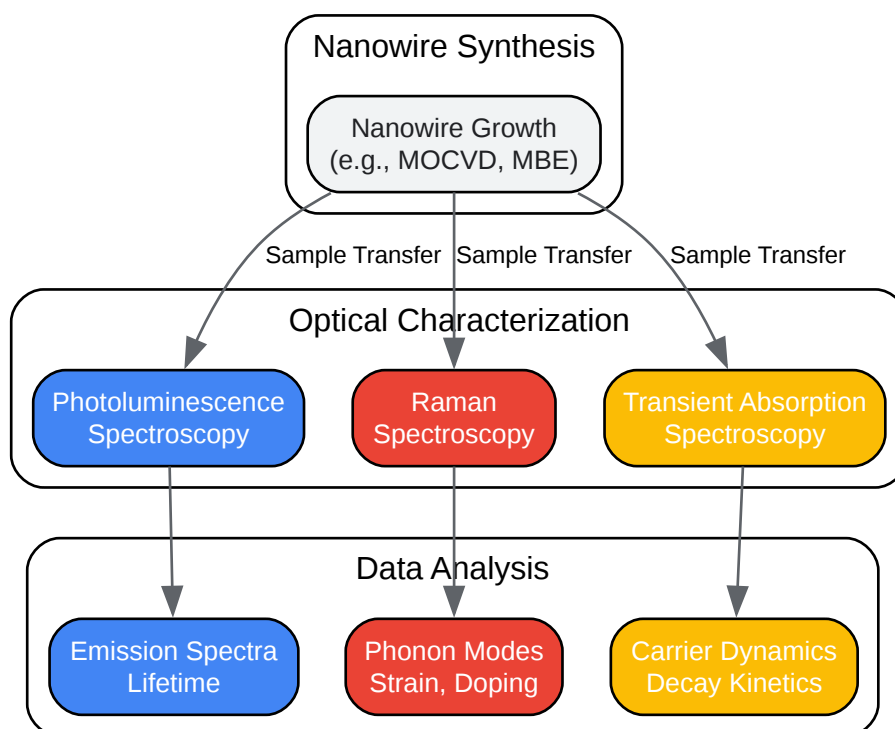 Nanowire Synthesis
Nanowire Growth
(e.g., MOCVD, MBE)
Sample Transfer
Sample Transfer
Sample Transfer
Optical Characterization
Photoluminescence
Spectroscopy
Raman
Spectroscopy
Transient Absorption
Spectroscopy
Data Analysis
Emission Spectra
Lifetime
Phonon Modes
Strain, Doping
Carrier Dynamics
Decay Kinetics